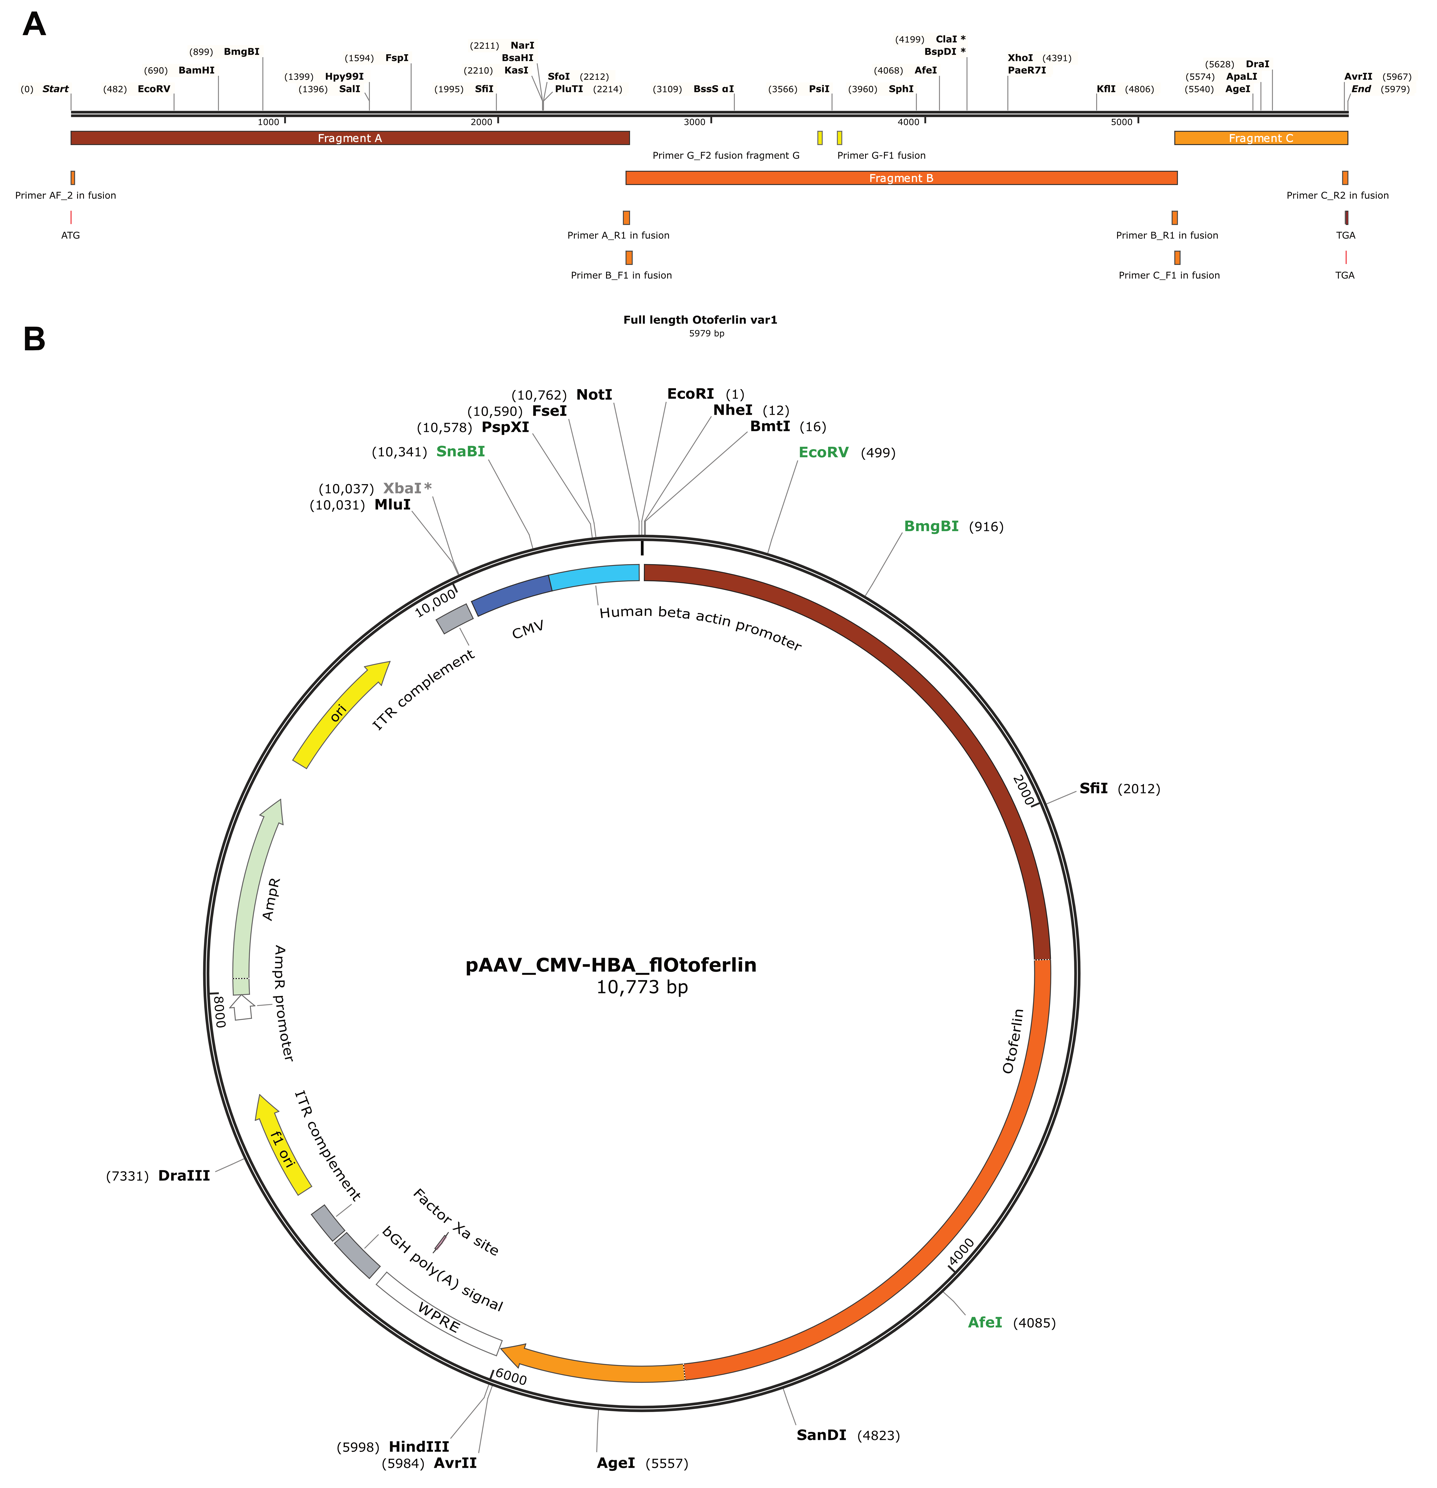 A
(0) Start
(482) EcoRV
(690) BamHI
(899) BmgBI
(1399) Hpy99I
(1396) SalI
(1594) FspI
(1995) SfiI
(2211) NarI
BsaHI
(2210) KasI
SfoI (2212)
PluTI (2214)
(3109) BssS αI
(3566) PsiI
(3960) SphI
(4068) AfeI
(4199) ClaI *
BspDI *
XhoI (4391)
PaeR7I
KflI (4806)
(5628) DraI
(5574) ApaLI
(5540) AgeI
AvrII (5967)
End (5979)
1000
2000
3000
4000
5000
Fragment A
Fragment C
Primer G_F2 fusion fragment G
Primer G-F1 fusion
Fragment B
Primer AF_2 in fusion
Primer C_R2 in fusion
ATG
Primer A_R1 in fusion
Primer B_R1 in fusion
TGA
Primer B_F1 in fusion
Primer C_F1 in fusion
TGA
Full length Otoferlin var1
5979 bp
B
(10,762) NotI
(10,590) FseI
(10,578) PspXI
(10,341) SnaBI
(10,037) XbaI*
(10,031) MluI
EcoRI (1)
NheI (12)
BmtI (16)
EcoRV (499)
BmgBI (916)
SfiI (2012)
AfeI (4085)
SanDI (4823)
AgeI (5557)
(5998) HindIII
(5984) AvrII
(7331) DraIII
10,000
2000
4000
6000
8000
Human beta actin promoter
CMV
ITR complement
ori
AmpR
AmpR promoter
ITR complement
f1 ori
Factor Xa site
bGH poly(A) signal
WPRE
Otoferlin
pAAV_CMV-HBA_flOtoferlin
10,773 bp